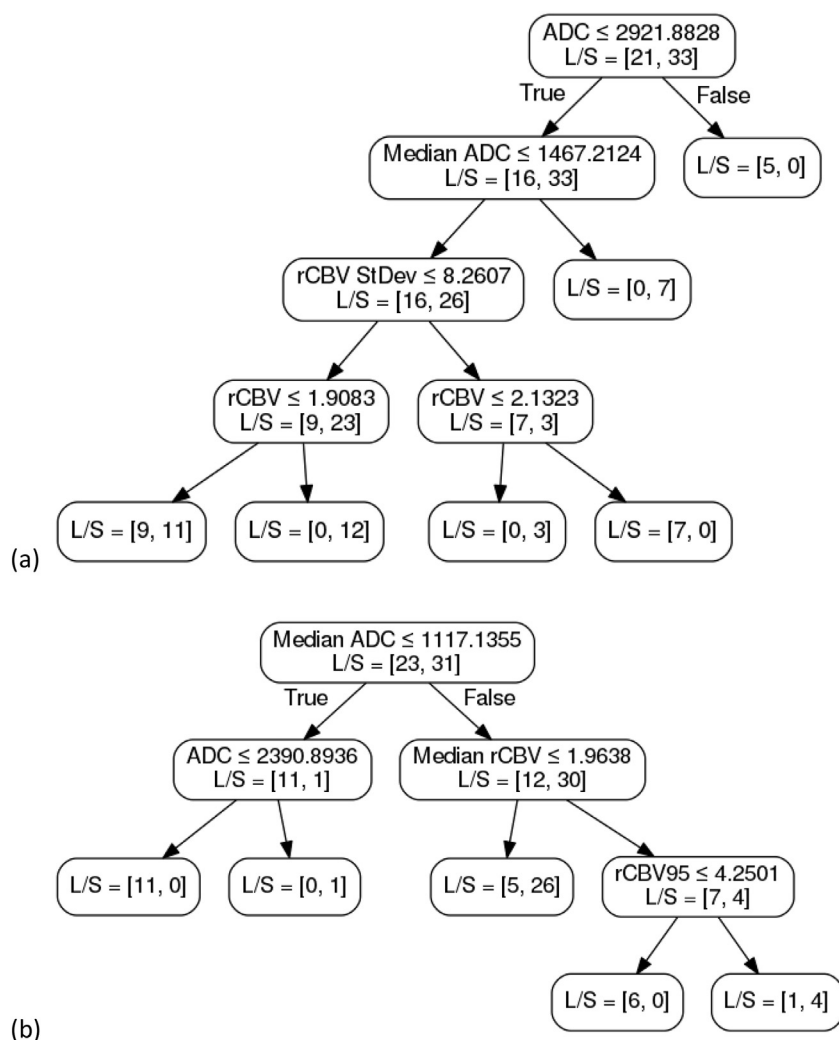 ADC ≤ 2921.8828
L/S = [21, 33]
True
False
Median ADC ≤ 1467.2124
L/S = [16, 33]
L/S = [5, 0]
rCBV StDev ≤ 8.2607
L/S = [16, 26]
L/S = [0, 7]
rCBV ≤ 1.9083
L/S = [9, 23]
rCBV ≤ 2.1323
L/S = [7, 3]
L/S = [9, 11]
L/S = [0, 12]
L/S = [0, 3]
L/S = [7, 0]
(a)
Median ADC ≤ 1117.1355
L/S = [23, 31]
True
False
ADC ≤ 2390.8936
L/S = [11, 1]
Median rCBV ≤ 1.9638
L/S = [12, 30]
L/S = [11, 0]
L/S = [0, 1]
L/S = [5, 26]
rCBV95 ≤ 4.2501
L/S = [7, 4]
L/S = [6, 0]
L/S = [1, 4]
(b)